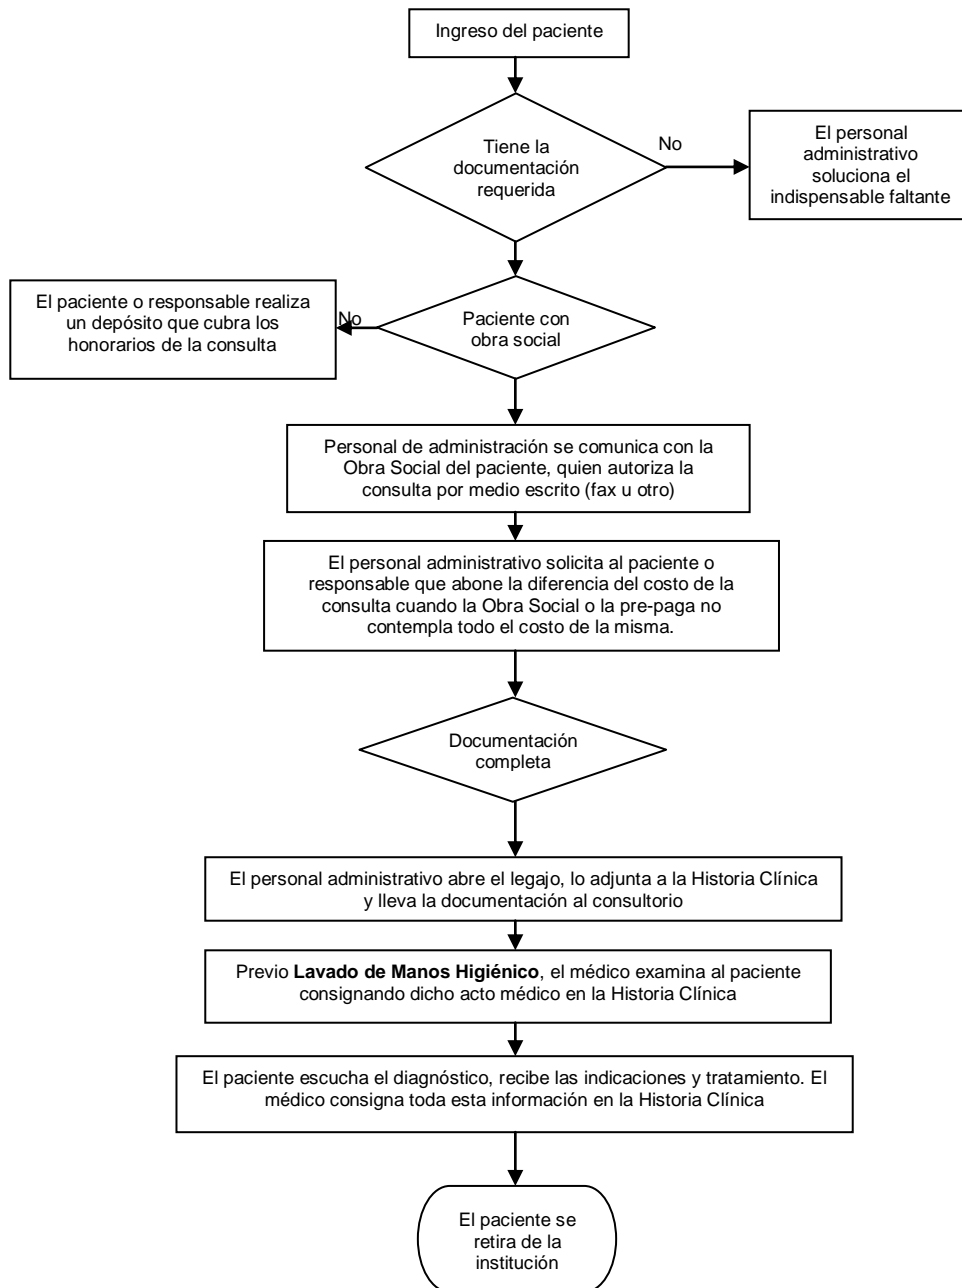 Ingreso del paciente
Tiene la
documentación
requerida
No
El personal
administrativo
soluciona el
indispensable faltante
El paciente o responsable realiza
un depósito que cubra los
honorarios de la consulta
No
Paciente con
obra social
Personal de administración se comunica con la
Obra Social del paciente, quien autoriza la
consulta por medio escrito (fax u otro)
El personal administrativo solicita al paciente o
responsable que abone la diferencia del costo de la
consulta cuando la Obra Social o la pre-paga no
contempla todo el costo de la misma.
Documentación
completa
El personal administrativo abre el legajo, lo adjunta a la Historia Clínica
y lleva la documentación al consultorio
Previo Lavado de Manos Higiénico, el médico examina al paciente
consignando dicho acto médico en la Historia Clínica
El paciente escucha el diagnóstico, recibe las indicaciones y tratamiento. El
médico consigna toda esta información en la Historia Clínica
El paciente se
retira de la
institución